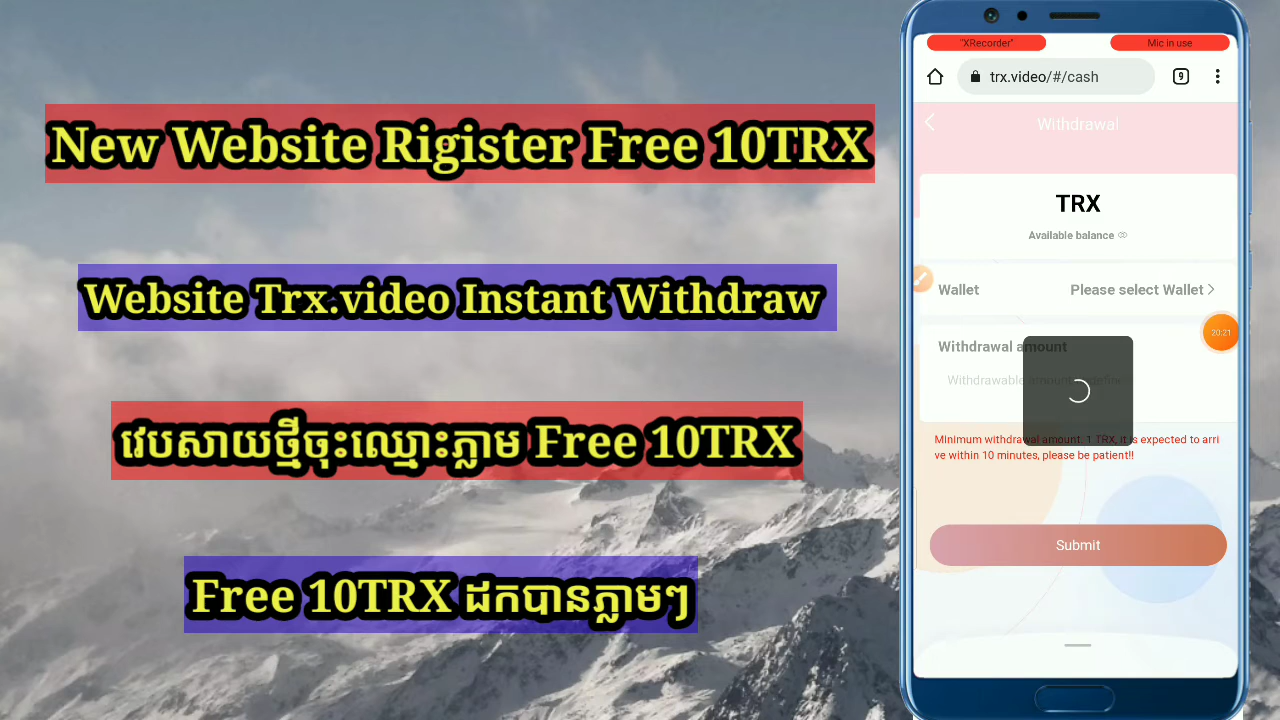 New Website Rigister Free 10TRX
Website Trx.video Instant Withdraw
វេបសាយថ្មីចុះឈ្មោះភ្លាម Free 10TRX
Free 10TRX ដកបានភ្លាមៗ
"XRecorder"
Mic in use
trx.video/#/cash
9
Withdrawal
TRX
Available balance
Wallet
Please select Wallet
20:21
Withdrawal amount
Withdrawable
Minimum withdrawal amount. 1 TRX, it is expected to arri
ve within 10 minutes, please be patient!!
Submit